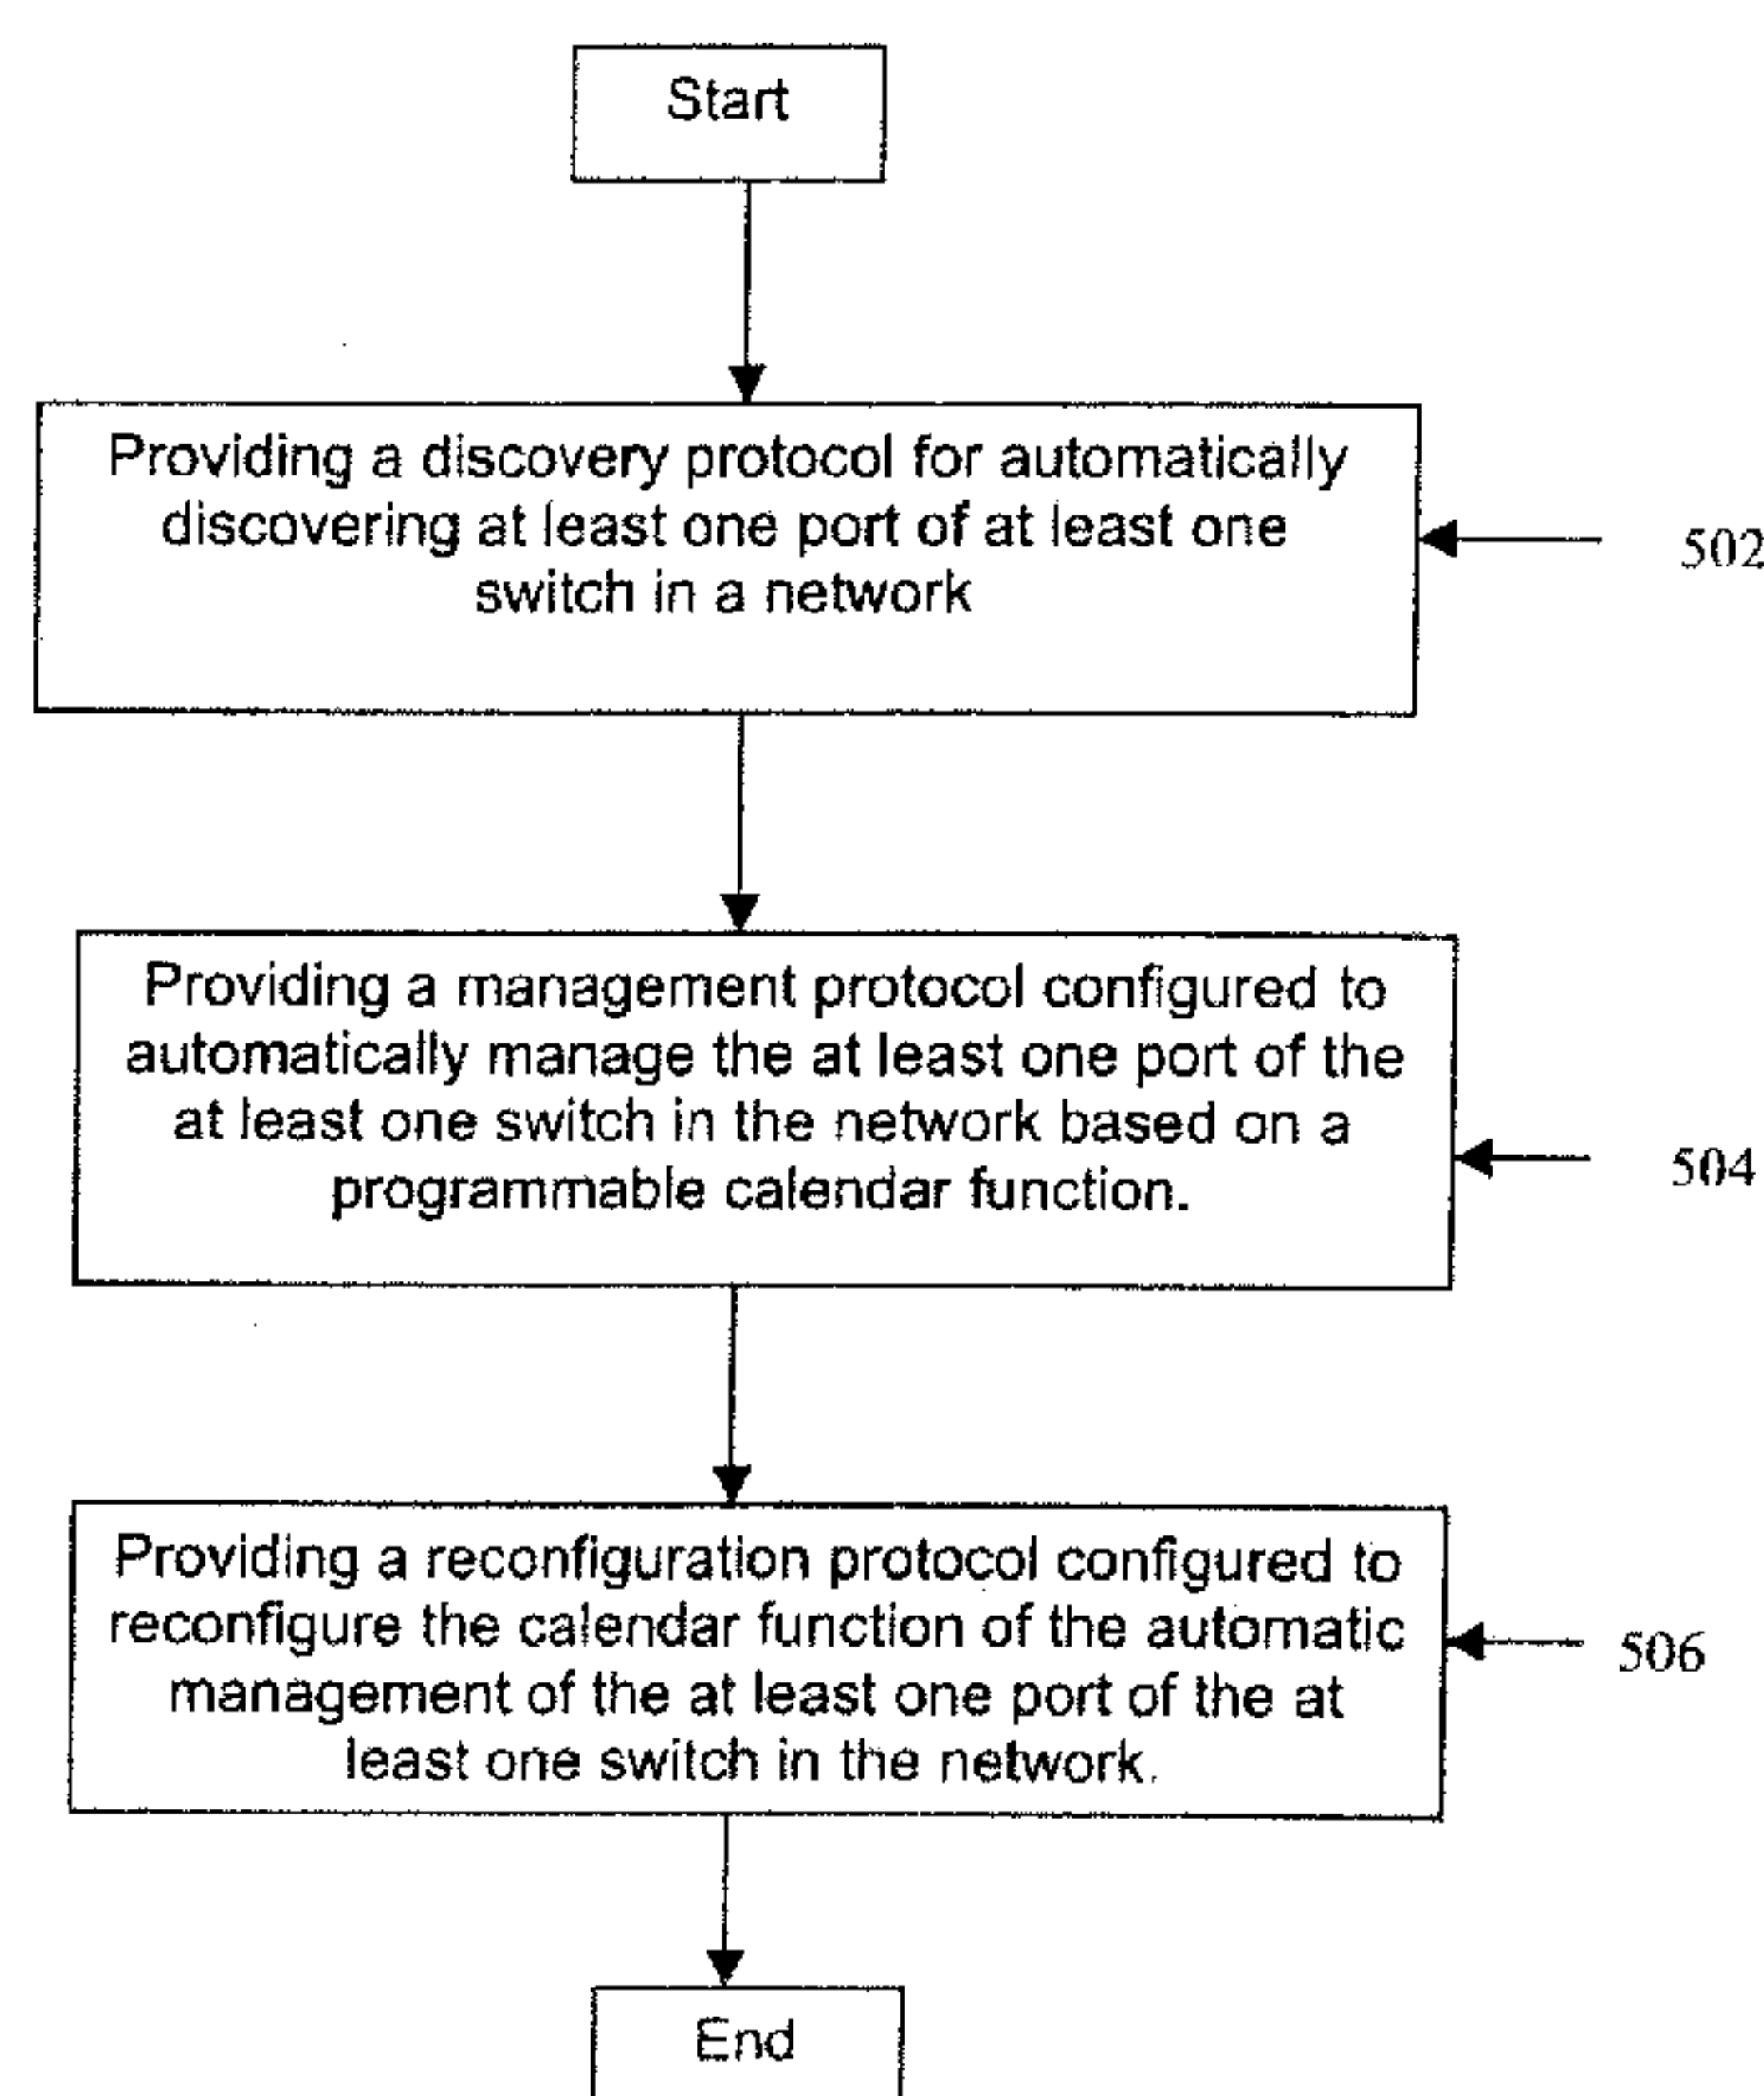 Start
Providing a discovery protocol for automatically
discovering at least one port of at least one
switch in a network
502
Providing a management protocol configured to
automatically manage the at least one port of the
at least one switch in the network based on a
programmable calendar function.
504
Providing a reconfiguration protocol configured to
reconfigure the calendar function of the automatic
management of the at least one port of the at
least one switch in the network.
506
End